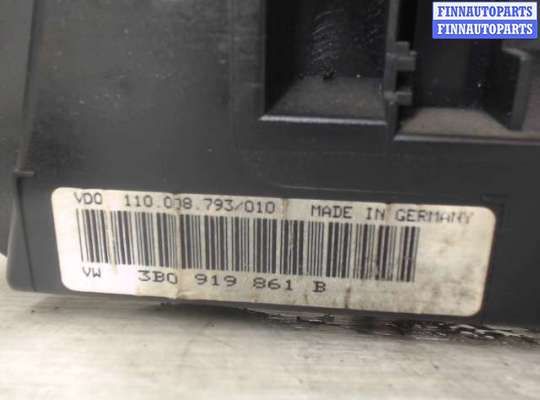 FINNAUTOPARTS
FINNAUTOPARTS
VDO 110.008.793/010 MADE IN GERMANY
VW 3B0 919 861 B